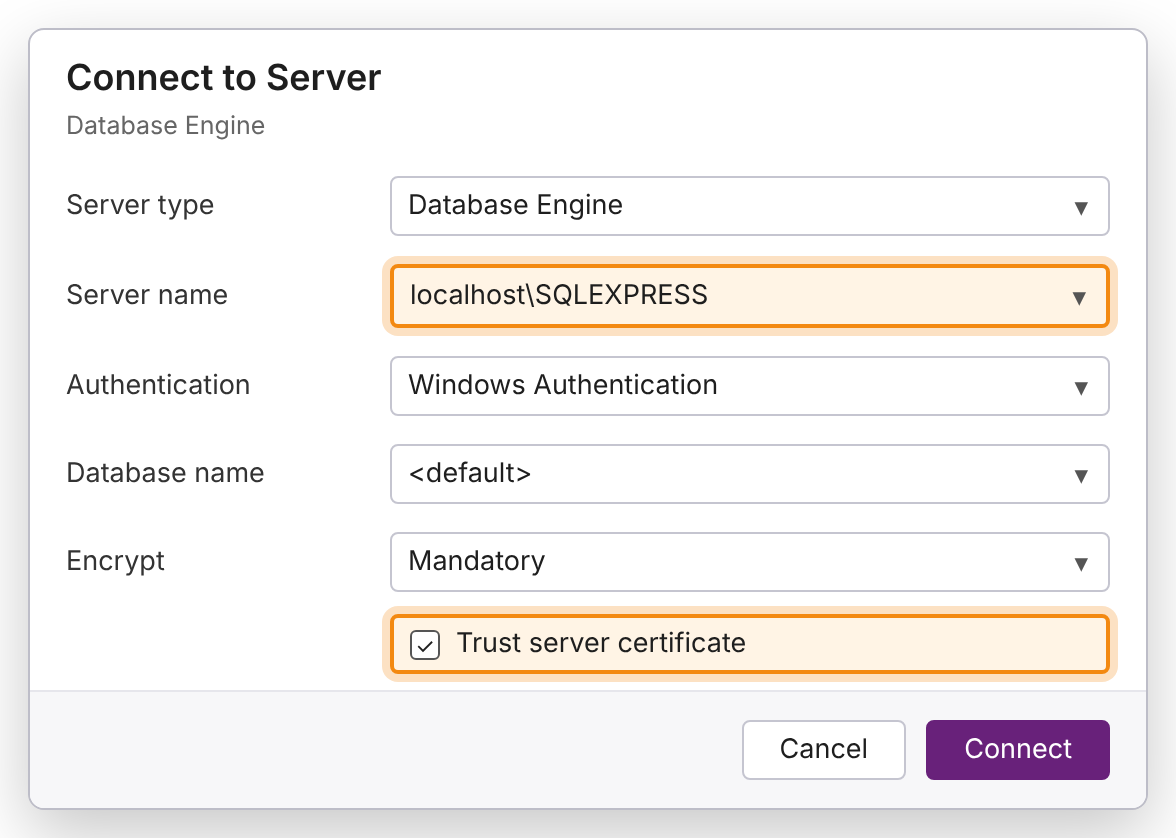 Connect to Server
Database Engine
Server type
Database Engine
Server name
localhost\SQLEXPRESS
Authentication
Windows Authentication
Database name
<default>
Encrypt
Mandatory
Trust server certificate
Cancel
Connect